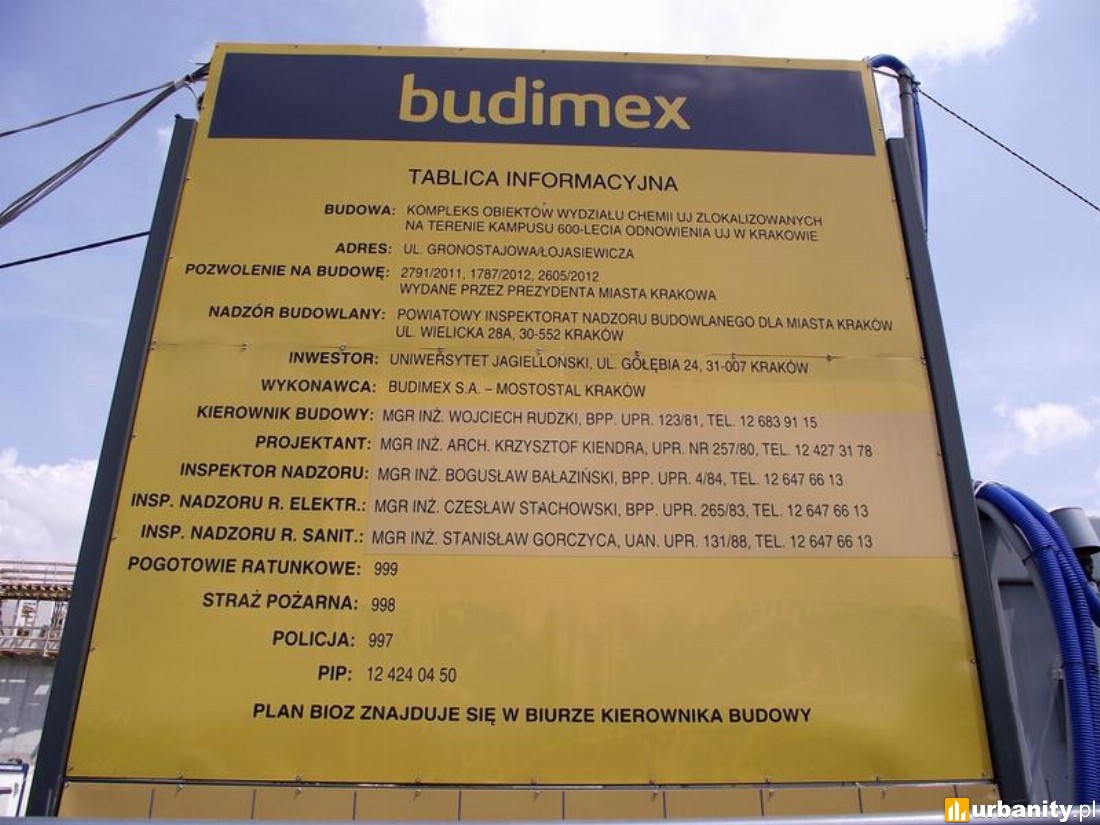 budimex
TABLICA INFORMACYJNA
BUDOWA: KOMPLEKS OBIEKTÓW WYDZIAŁU CHEMII UJ ZLOKALIZOWANYCH
NA TERENIE KAMPUSU 600-LECIA ODNOWIENIA UJ W KRAKOWIE
ADRES: UL. GRONOSTAJOWA/ŁOJASIEWICZA
POZWOLENIE NA BUDOWĘ: 2791/2011, 1787/2012, 2605/2012
WYDANE PRZEZ PREZYDENTA MIASTA KRAKOWA
NADZÓR BUDOWLANY: POWIATOWY INSPEKTORAT NADZORU BUDOWLANEGO DLA MIASTA KRAKÓW
UL. WIELICKA 28A, 30-552 KRAKÓW
INWESTOR: UNIWERSYTET JAGIELLONSKI, UL. GOŁĘBIA 24, 31-007 KRAKÓW
WYKONAWCA: BUDIMEX S.A. – MOSTOSTAL KRAKÓW
KIEROWNIK BUDOWY: MGR INŻ. WOJCIECH RUDZKI, BPP. UPR. 123/81, TEL. 12 683 91 15
PROJEKTANT: MGR INŻ. ARCH. KRZYSZTOF KIENDRA, UPR. NR 257/80, TEL. 12 427 31 78
INSPEKTOR NADZORU: MGR INŻ. BOGUSŁAW BAŁAZIŃSKI, BPP. UPR. 4/84, TEL. 12 647 66 13
INSP. NADZORU R. ELEKTR.: MGR INŻ. CZESŁAW STACHOWSKI, BPP. UPR. 265/83, TEL. 12 647 66 13
INSP. NADZORU R. SANIT.: MGR INŻ. STANISŁAW GORCZYCA, UAN. UPR. 131/88, TEL. 12 647 66 13
POGOTOWIE RATUNKOWE: 999
STRAŻ POŻARNA: 998
POLICJA: 997
PIP: 12 424 04 50
PLAN BIOZ ZNAJDUJE SIĘ W BIURZE KIEROWNIKA BUDOWY
urbanity.pl